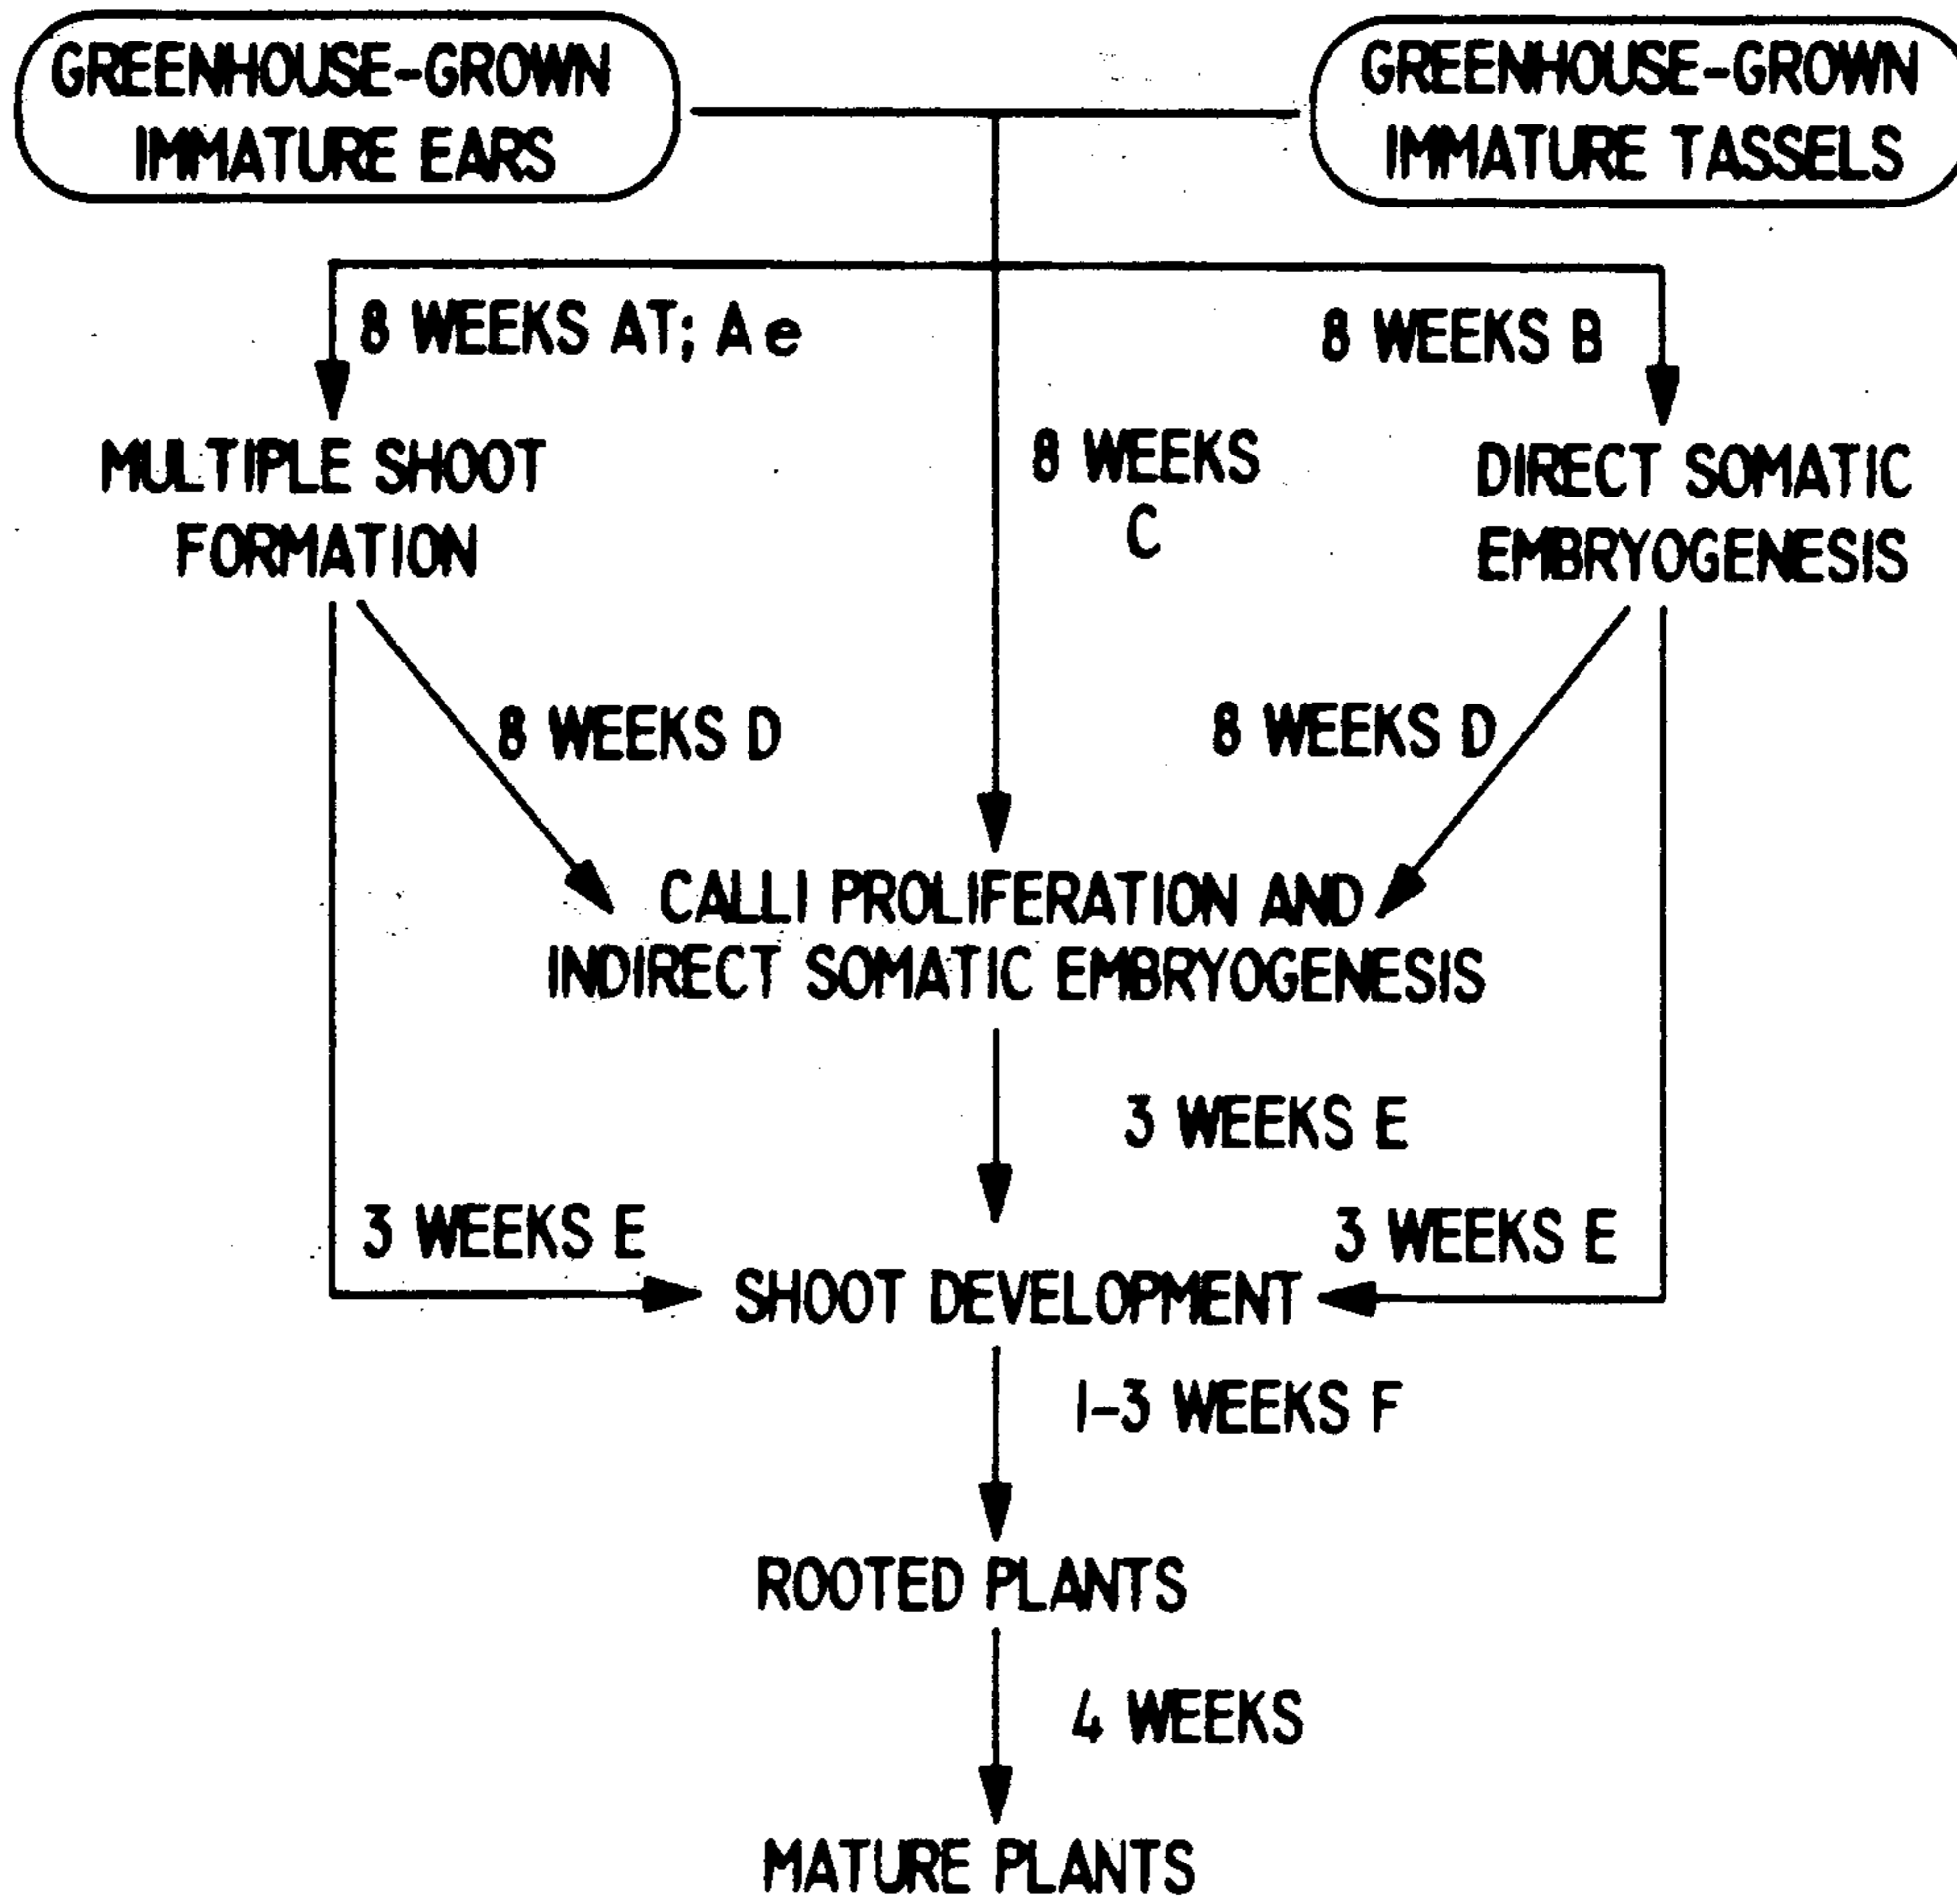 GREENHOUSE-GROWN
IMMATURE EARS
GREENHOUSE-GROWN
IMMATURE TASSELS
8 WEEKS AT; Ae
8 WEEKS B
MULTIPLE SHOOT
FORMATION
8 WEEKS
C
DIRECT SOMATIC
EMBRYOGENESIS
8 WEEKS D
8 WEEKS D
CALLI PROLIFERATION AND
INDIRECT SOMATIC EMBRYOGENESIS
3 WEEKS E
3 WEEKS E
3 WEEKS E
SHOOT DEVELOPMENT
1-3 WEEKS F
ROOTED PLANTS
4 WEEKS
MATURE PLANTS